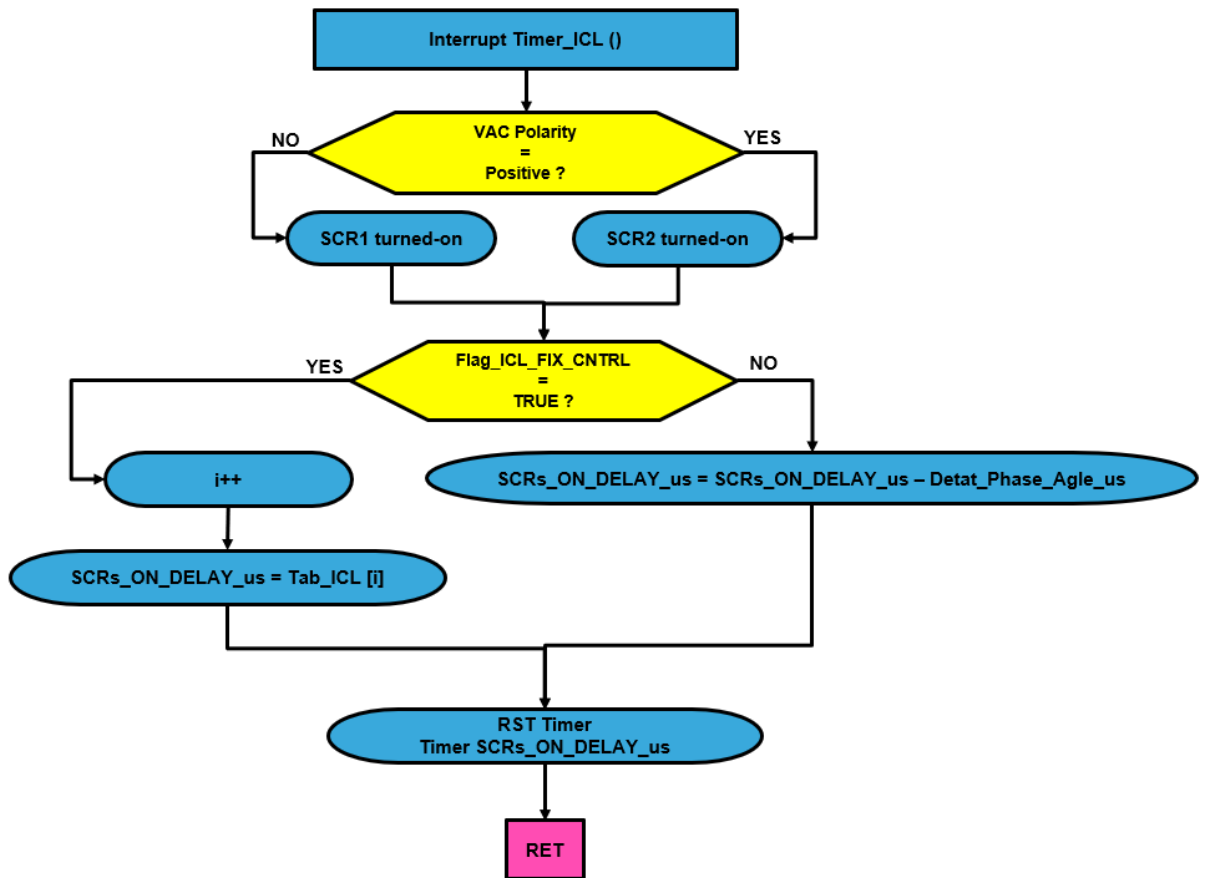 Interrupt Timer_ICL ()
VAC Polarity
=
Positive ?
NO
YES
SCR1 turned-on
SCR2 turned-on
Flag_ICL_FIX_CNTRL
=
TRUE ?
YES
NO
i++
SCRs_ON_DELAY_us = SCRs_ON_DELAY_us – Detat_Phase_Agle_us
SCRs_ON_DELAY_us = Tab_ICL [i]
RST Timer
Timer SCRs_ON_DELAY_us
RET